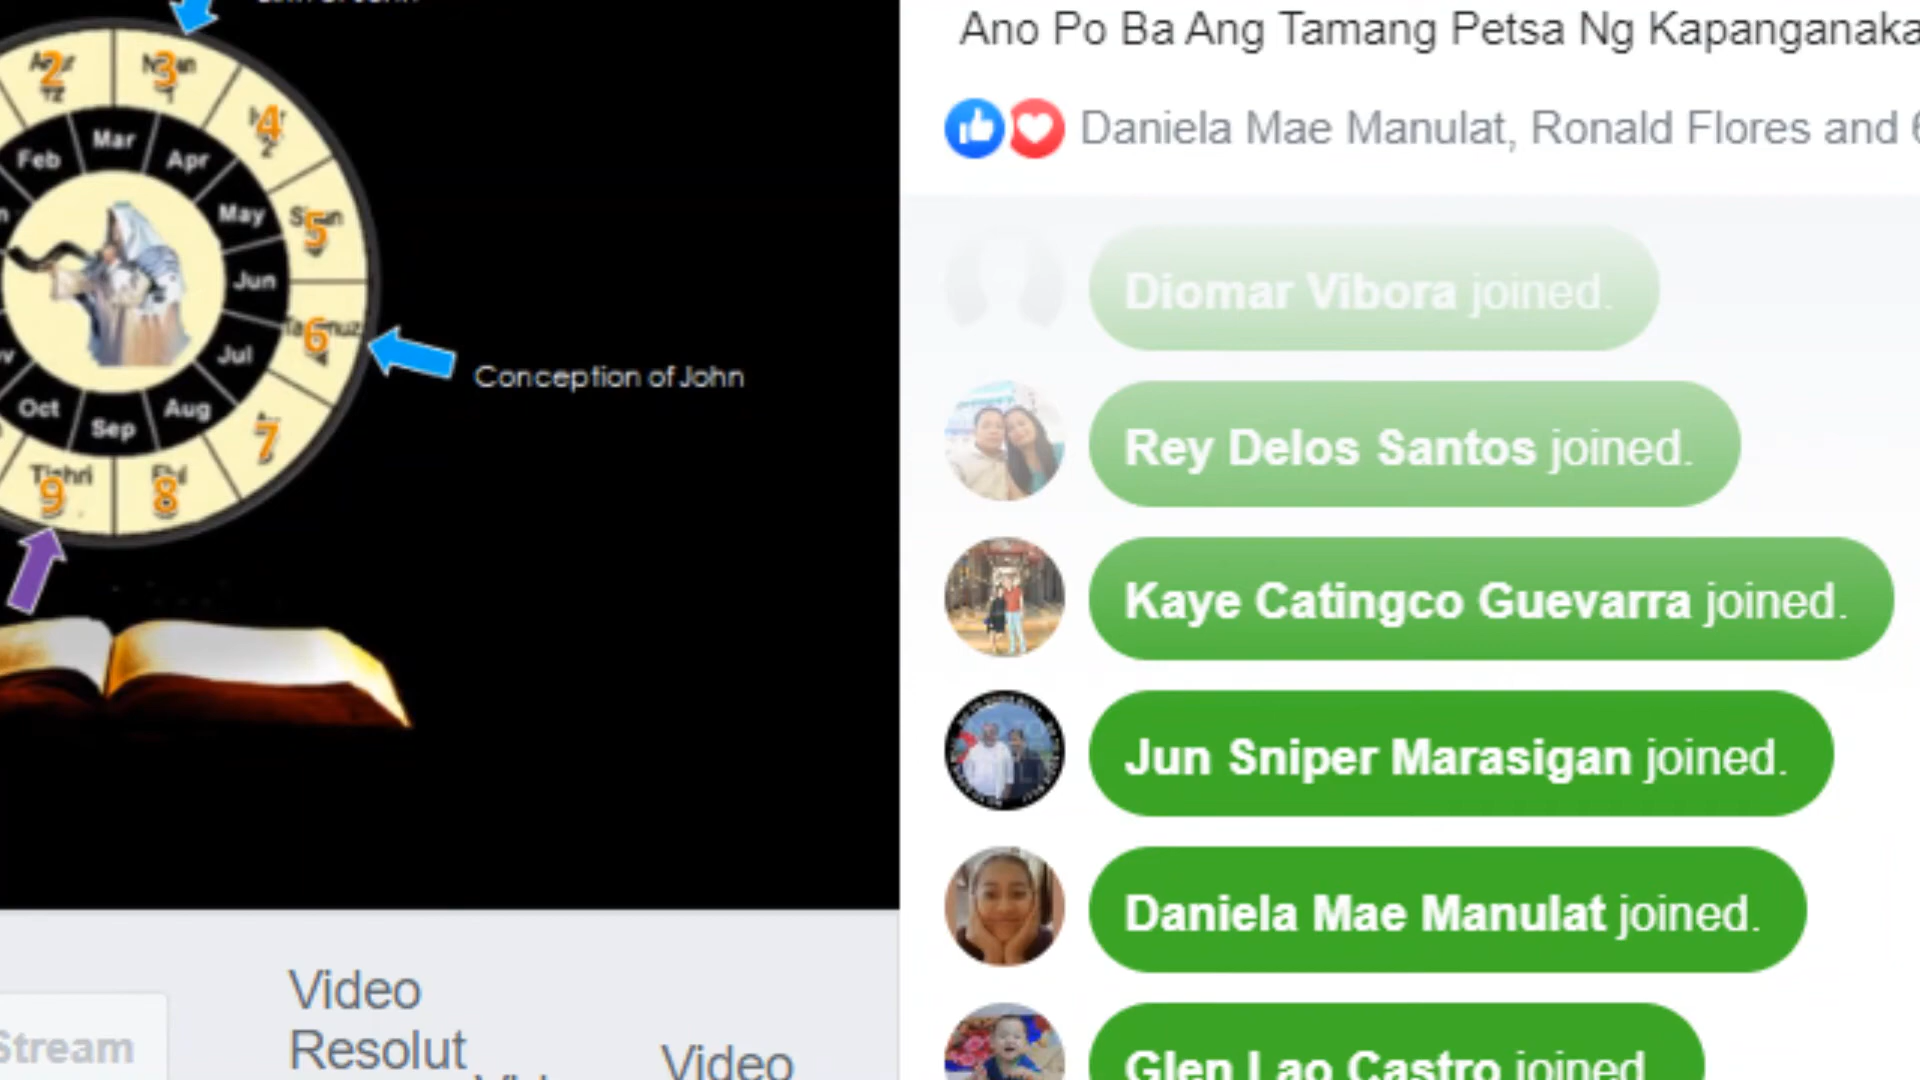 Ano Po Ba Ang Tamang Petsa Ng
Daniela Mae Manulat, Ronald Flores and
Diomar Vibora joined.
Rey Delos Santos joined.
Kaye Catingco Guevarra joined.
Jun Sniper Marasigan joined.
Daniela Mae Manulat joined.
Glen Lao Castro joined
2
3
4
5
6
7
8
9
12
1
2
Feb
Mar
Apr
May
Jun
Jul
Aug
Sep
Oct
Conception of John
Stream
Video
Video